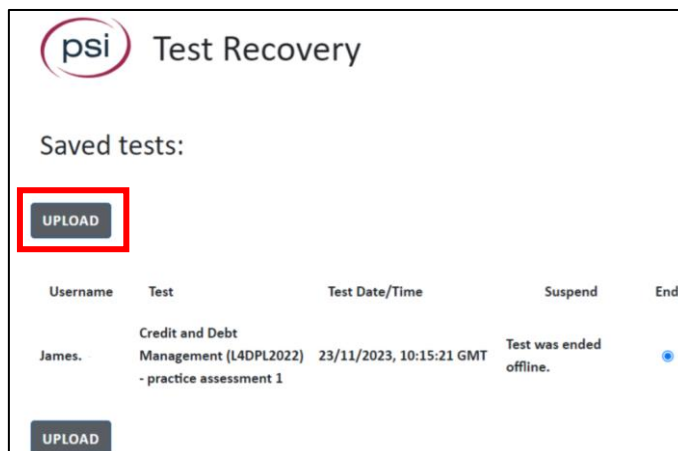 psi Test Recovery
Saved tests:
UPLOAD
Username Test Test Date/Time Suspend End
Credit and Debt
James. Management (L4DPL2022) 23/11/2023, 10:15:21 GMT Test was ended offline.
- practice assessment 1
UPLOAD